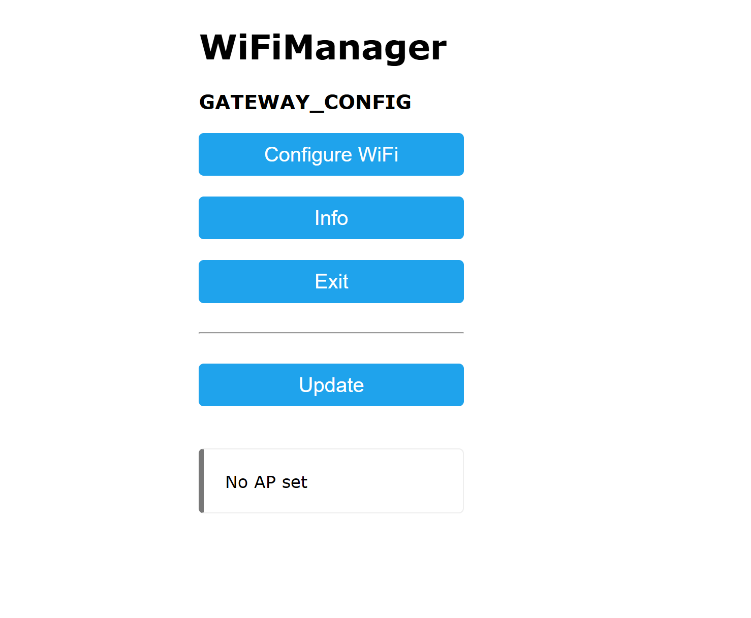 WiFiManager
GATEWAY_CONFIG
Configure WiFi
Info
Exit
Update
No AP set